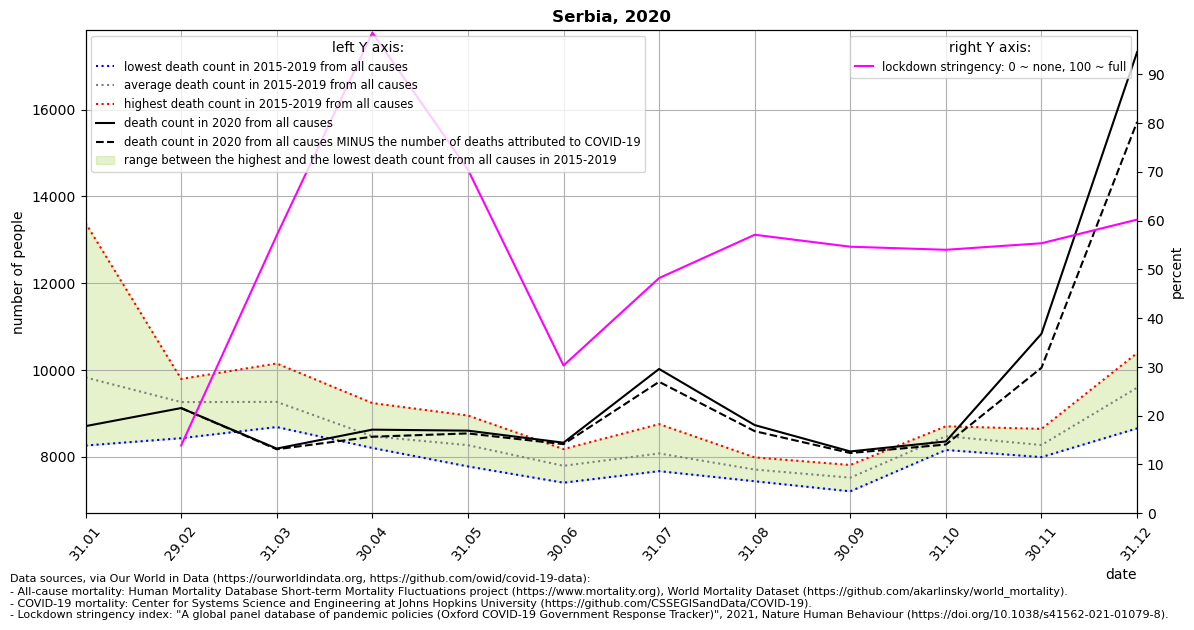 Serbia, 2020
left Y axis:
lowest death count in 2015-2019 from all causes
average death count in 2015-2019 from all causes
highest death count in 2015-2019 from all causes
death count in 2020 from all causes
death count in 2020 from all causes MINUS the number of deaths attributed to COVID-19
range between the highest and the lowest death count from all causes in 2015-2019
right Y axis:
lockdown stringency: 0 ~ none, 100 ~ full
number of people
16000
14000
12000
10000
8000
percent
90
80
70
60
50
40
30
20
10
0
31.01
29.02
31.03
30.04
31.05
30.06
31.07
31.08
30.09
31.10
30.11
31.12
date
Data sources, via Our World in Data (https://ourworldindata.org, https://github.com/owid/covid-19-data):
- All-cause mortality: Human Mortality Database Short-term Mortality Fluctuations project (https://www.mortality.org), World Mortality Dataset (https://github.com/akarlinsky/world_mortality).
- COVID-19 mortality: Center for Systems Science and Engineering at Johns Hopkins University (https://github.com/CSSEGISandData/COVID-19).
- Lockdown stringency index: "A global panel database of pandemic policies (Oxford COVID-19 Government Response Tracker)", 2021, Nature Human Behaviour (https://doi.org/10.1038/s41562-021-01079-8).